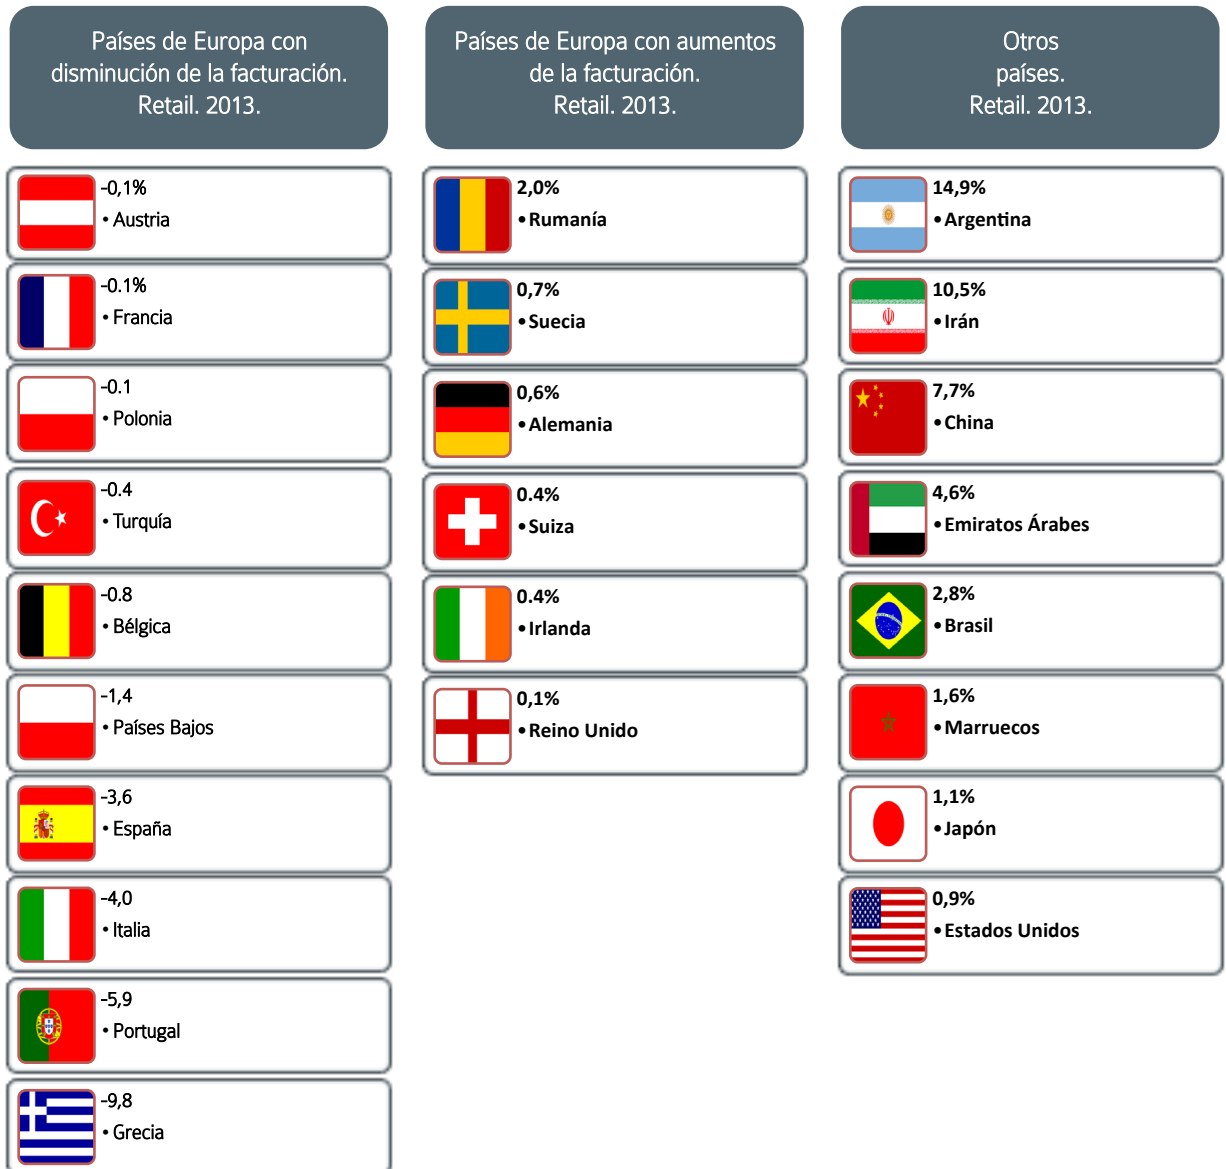 Países de Europa con
disminución de la facturación.
Retail. 2013.
-0,1%
• Austria
-0.1%
• Francia
-0.1
• Polonia
-0.4
• Turquía
-0.8
• Bélgica
-1,4
• Países Bajos
-3,6
• España
-4,0
• Italia
-5,9
• Portugal
-9,8
• Grecia
Países de Europa con aumentos
de la facturación.
Retail. 2013.
2,0%
• Rumanía
0,7%
• Suecia
0,6%
• Alemania
0.4%
• Suiza
0.4%
• Irlanda
0,1%
• Reino Unido
Otros
países.
Retail. 2013.
14,9%
• Argentina
10,5%
• Irán
7,7%
• China
4,6%
• Emiratos Árabes
2,8%
• Brasil
1,6%
• Marruecos
1,1%
• Japón
0,9%
• Estados Unidos